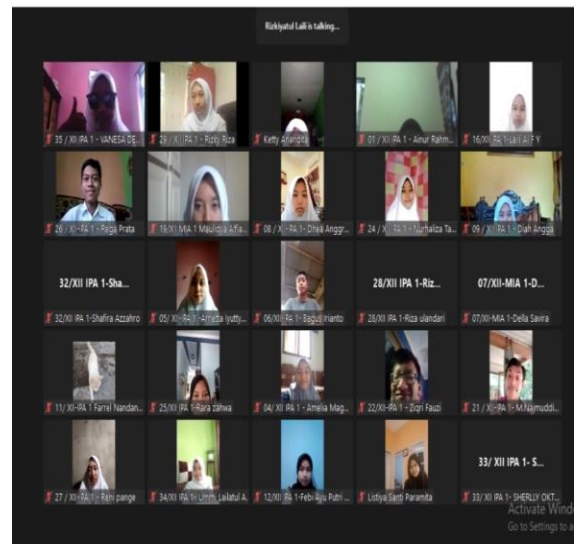 Rizkiyatul Laili is talking...
35 / XII IPA 1 - VANESA DE...
29 / XII IPA 1 - Rizky Riza
Ketty Anandita
01 / XII IPA 1 - Ainur Rahm...
16/XII IPA 1-Laili Al F Y
26 / XII-IPA 1 - Rega Prata
19/XI MIA 1 Maulidya Alfia...
08 / XII-IPA 1- Dhea Anggr...
24 / XII IPA 1 - Nurhaliza Ta...
09 / XII-IPA 1 - Diah Angga
32/XII IPA 1-Sha...
28/XII IPA 1-Riz...
07/XII-MIA 1-D...
32/XII IPA 1-Shafira Azzahro
05/ XII-IPA 1 -Arnetta Iyutty...
06/XII-IPA 1- Bagus Irianto
28/XII IPA 1-Riza ulandari
07/XII-MIA 1-Della Savira
11/ XII-IPA 1 Farrel Nandan...
25/XII IPA 1-Rara zahwa
04/ XII IPA 1 - Amelia Mag...
22/XII-IPA 1 - Ziqri Fauzi
21 / XII-IPA 1 - M.Najmuddi...
33/ XII IPA 1- S...
27 / XII-IPA 1 - Reni pange
34/XII IPA 1- Ummi Lailatul A.
12/XII IPA 1-Febi Ayu Putri ...
Listiya Santi Paramita
33/ XII IPA 1- SHERLLY OKT...
Activate Wind
Go to Settings to a